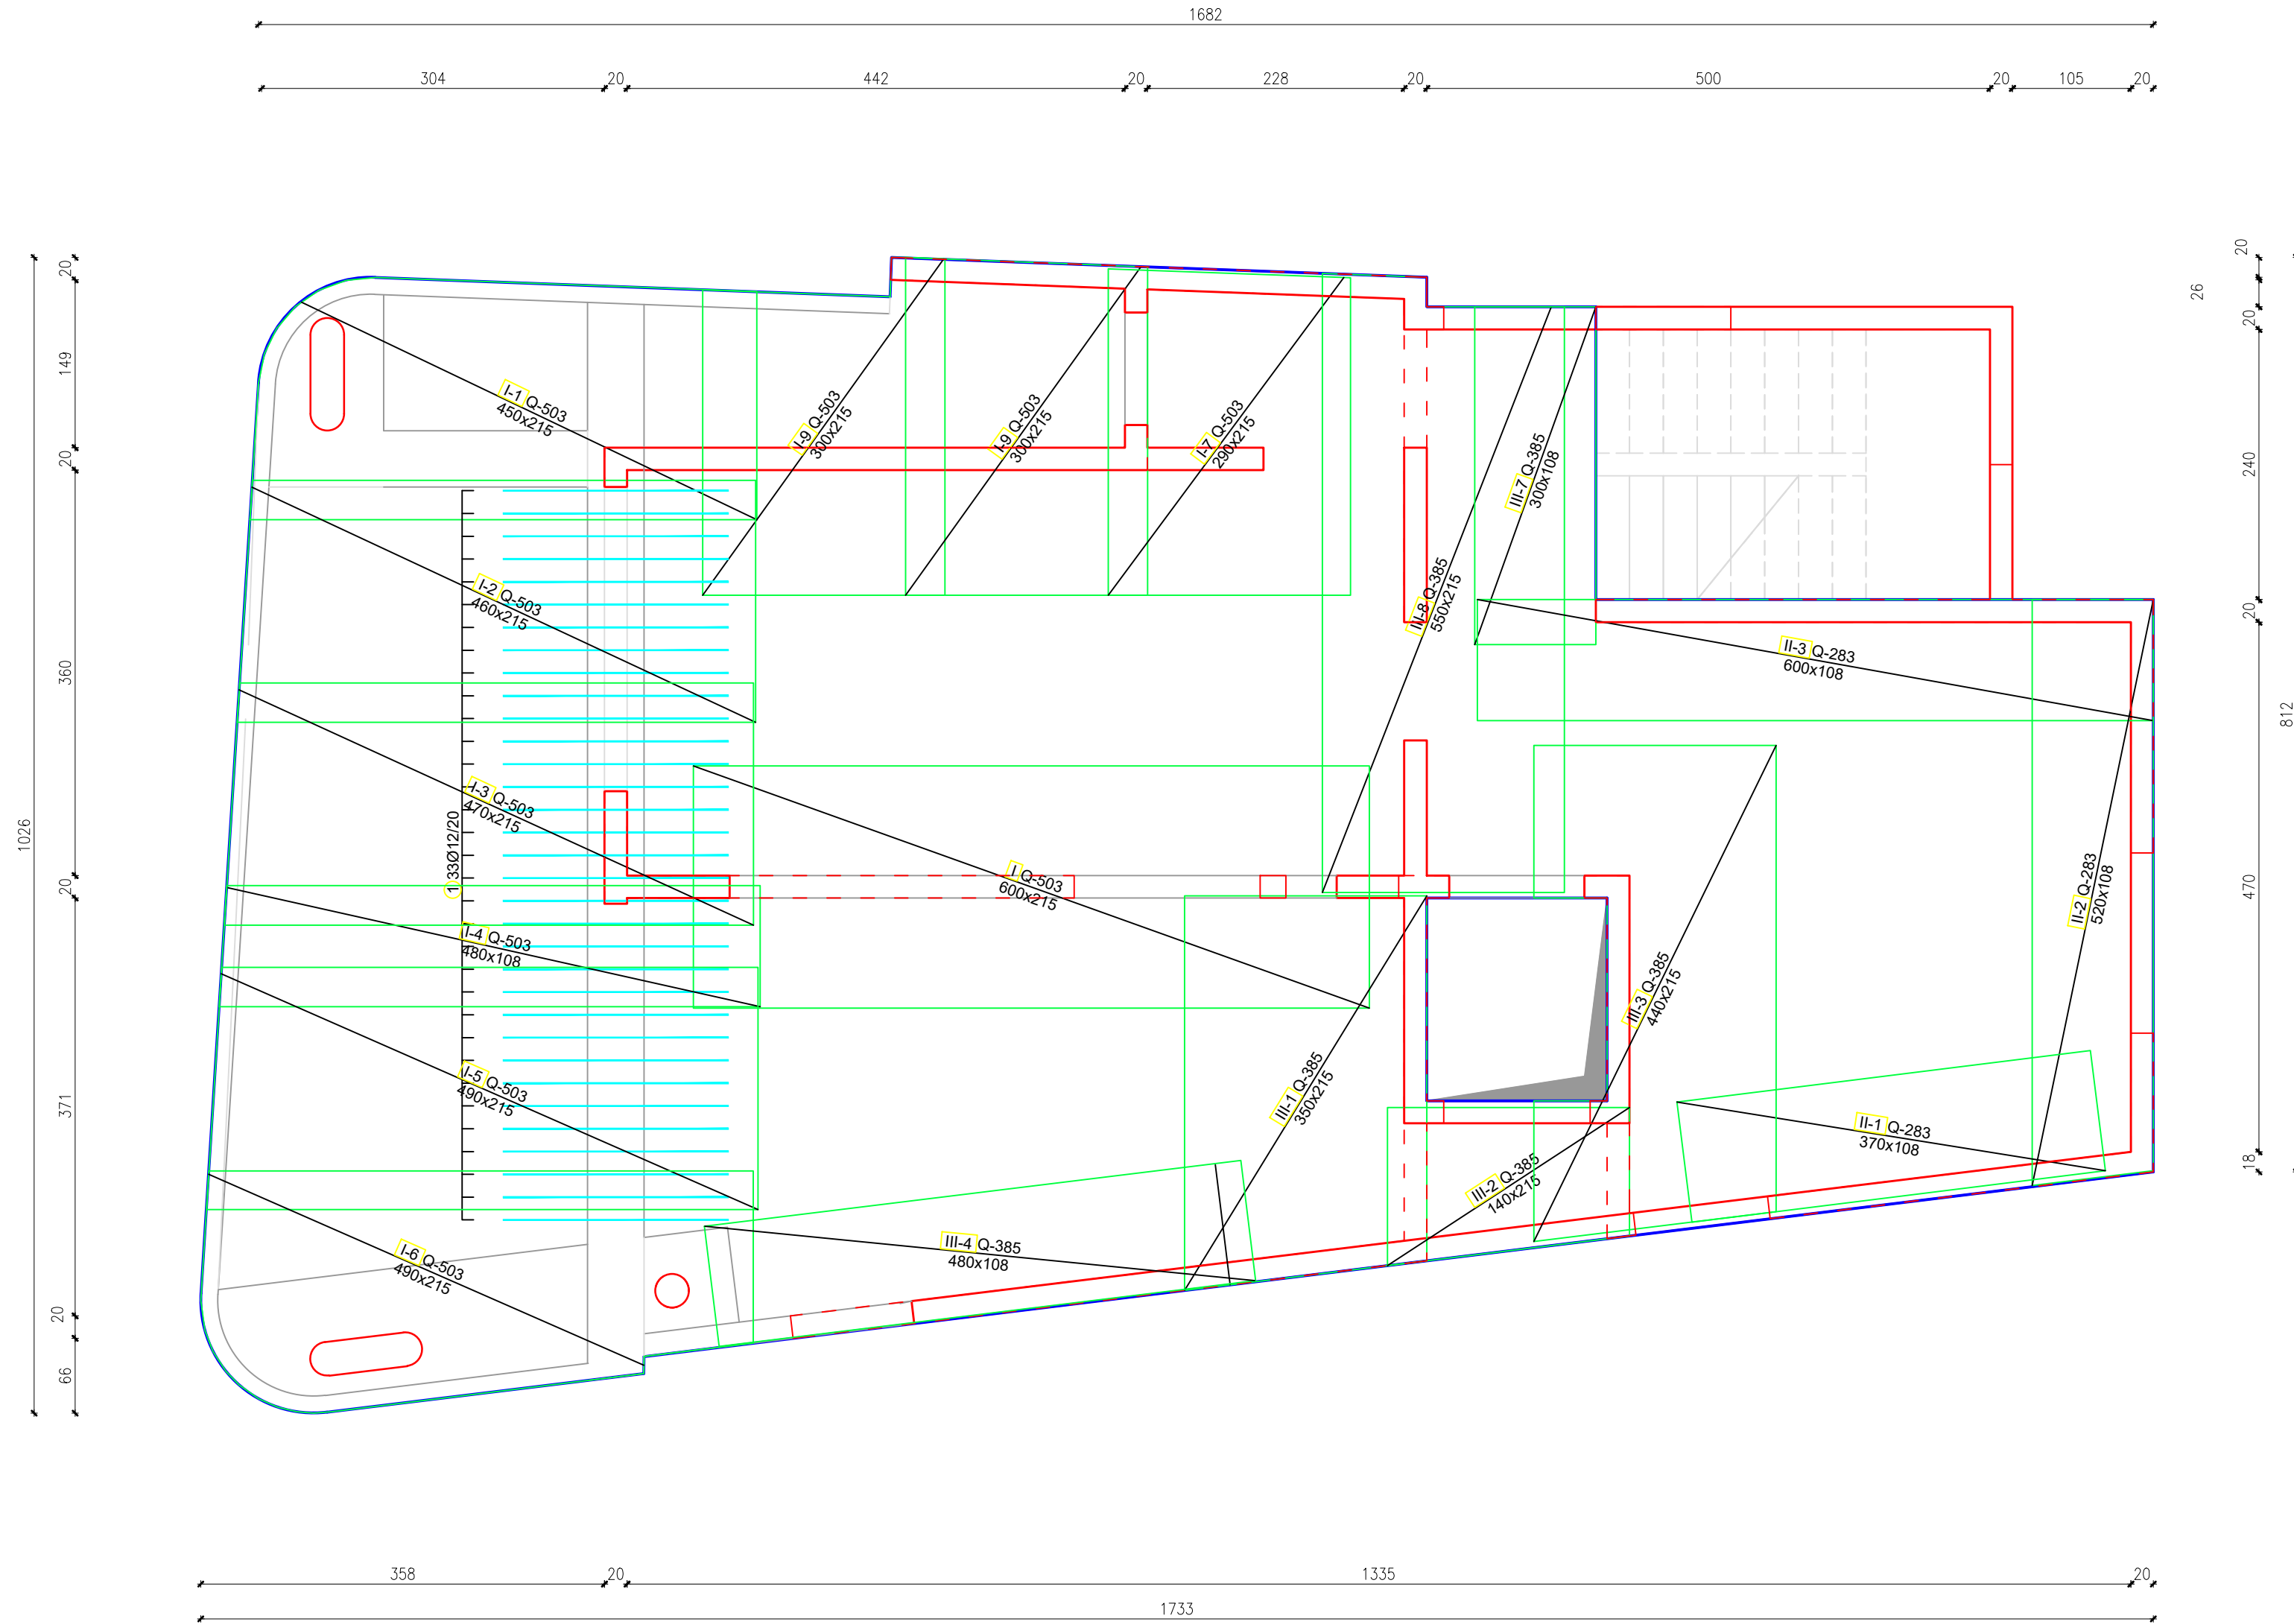 1682
304
20
442
20
228
20
500
20
105
20
20
149
20
360
20
371
20
66
1026
20
26
20
240
20
812
470
18
I-1 Q-503
450x215
I-9 Q-503
300x215
I-9 Q-503
300x215
I-7 Q-503
290x215
III-7 Q-385
300x108
III-8 Q-385
550x215
I-2 Q-503
460x215
II-3 Q-283
600x108
I-3 Q-503
470x215
1 33Ø12/20
I Q-503
600x215
II-2 Q-283
520x108
I-4 Q-503
480x108
III-3 Q-385
440x215
I-5 Q-503
490x215
III-1 Q-385
350x215
II-1 Q-283
370x108
III-2 Q-385
140x215
I-6 Q-503
490x215
III-4 Q-385
480x108
358
20
1335
20
1733